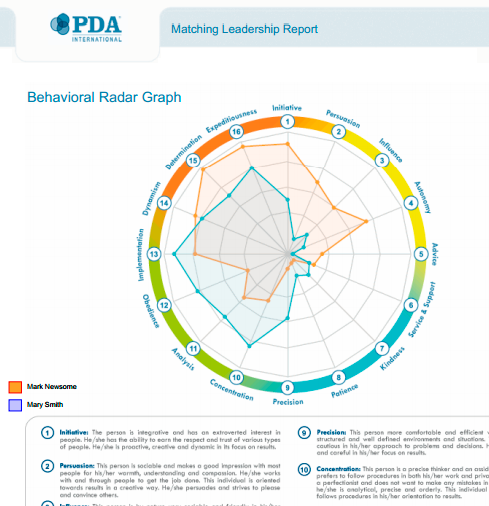 PDA
INTERNATIONAL
Matching Leadership Report
Behavioral Radar Graph
Initiative
Persuasion
Influence
Autonomy
Advice
Service & Support
Kindness
Patience
Precision
Concentration
Analysis
Obedience
Implementation
Dynamism
Determination
Expeditiousness
1
2
3
4
5
6
7
8
9
10
11
12
13
14
15
16
Mark Newsome
Mary Smith
1 Initiative: The person is integrative and has an extroverted interest in
people. He/she has the ability to earn the respect and trust of various types
of people. He/she is proactive, creative and dynamic in its focus on results.
2 Persuasion: This person is sociable and makes a good impression with most
people for his/her warmth, understanding and compassion. He/she works
with and through people to get the job done. This individual is oriented
towards results in a creative way. He/she persuades and strives to please
and convince others.
9 Precision: This person more comfortable and efficient
structured and well defined environments and situations.
cautious in his/her approach to problems and decisions.
and careful in his/her focus on results.
10 Concentration: This person is a precise thinker and an
prefers to follow procedures in both his/her work and
a perfectionist and does not want to make any mistakes in
he/she is analytical, precise and orderly. This
follows procedures in his/her orientation to results.